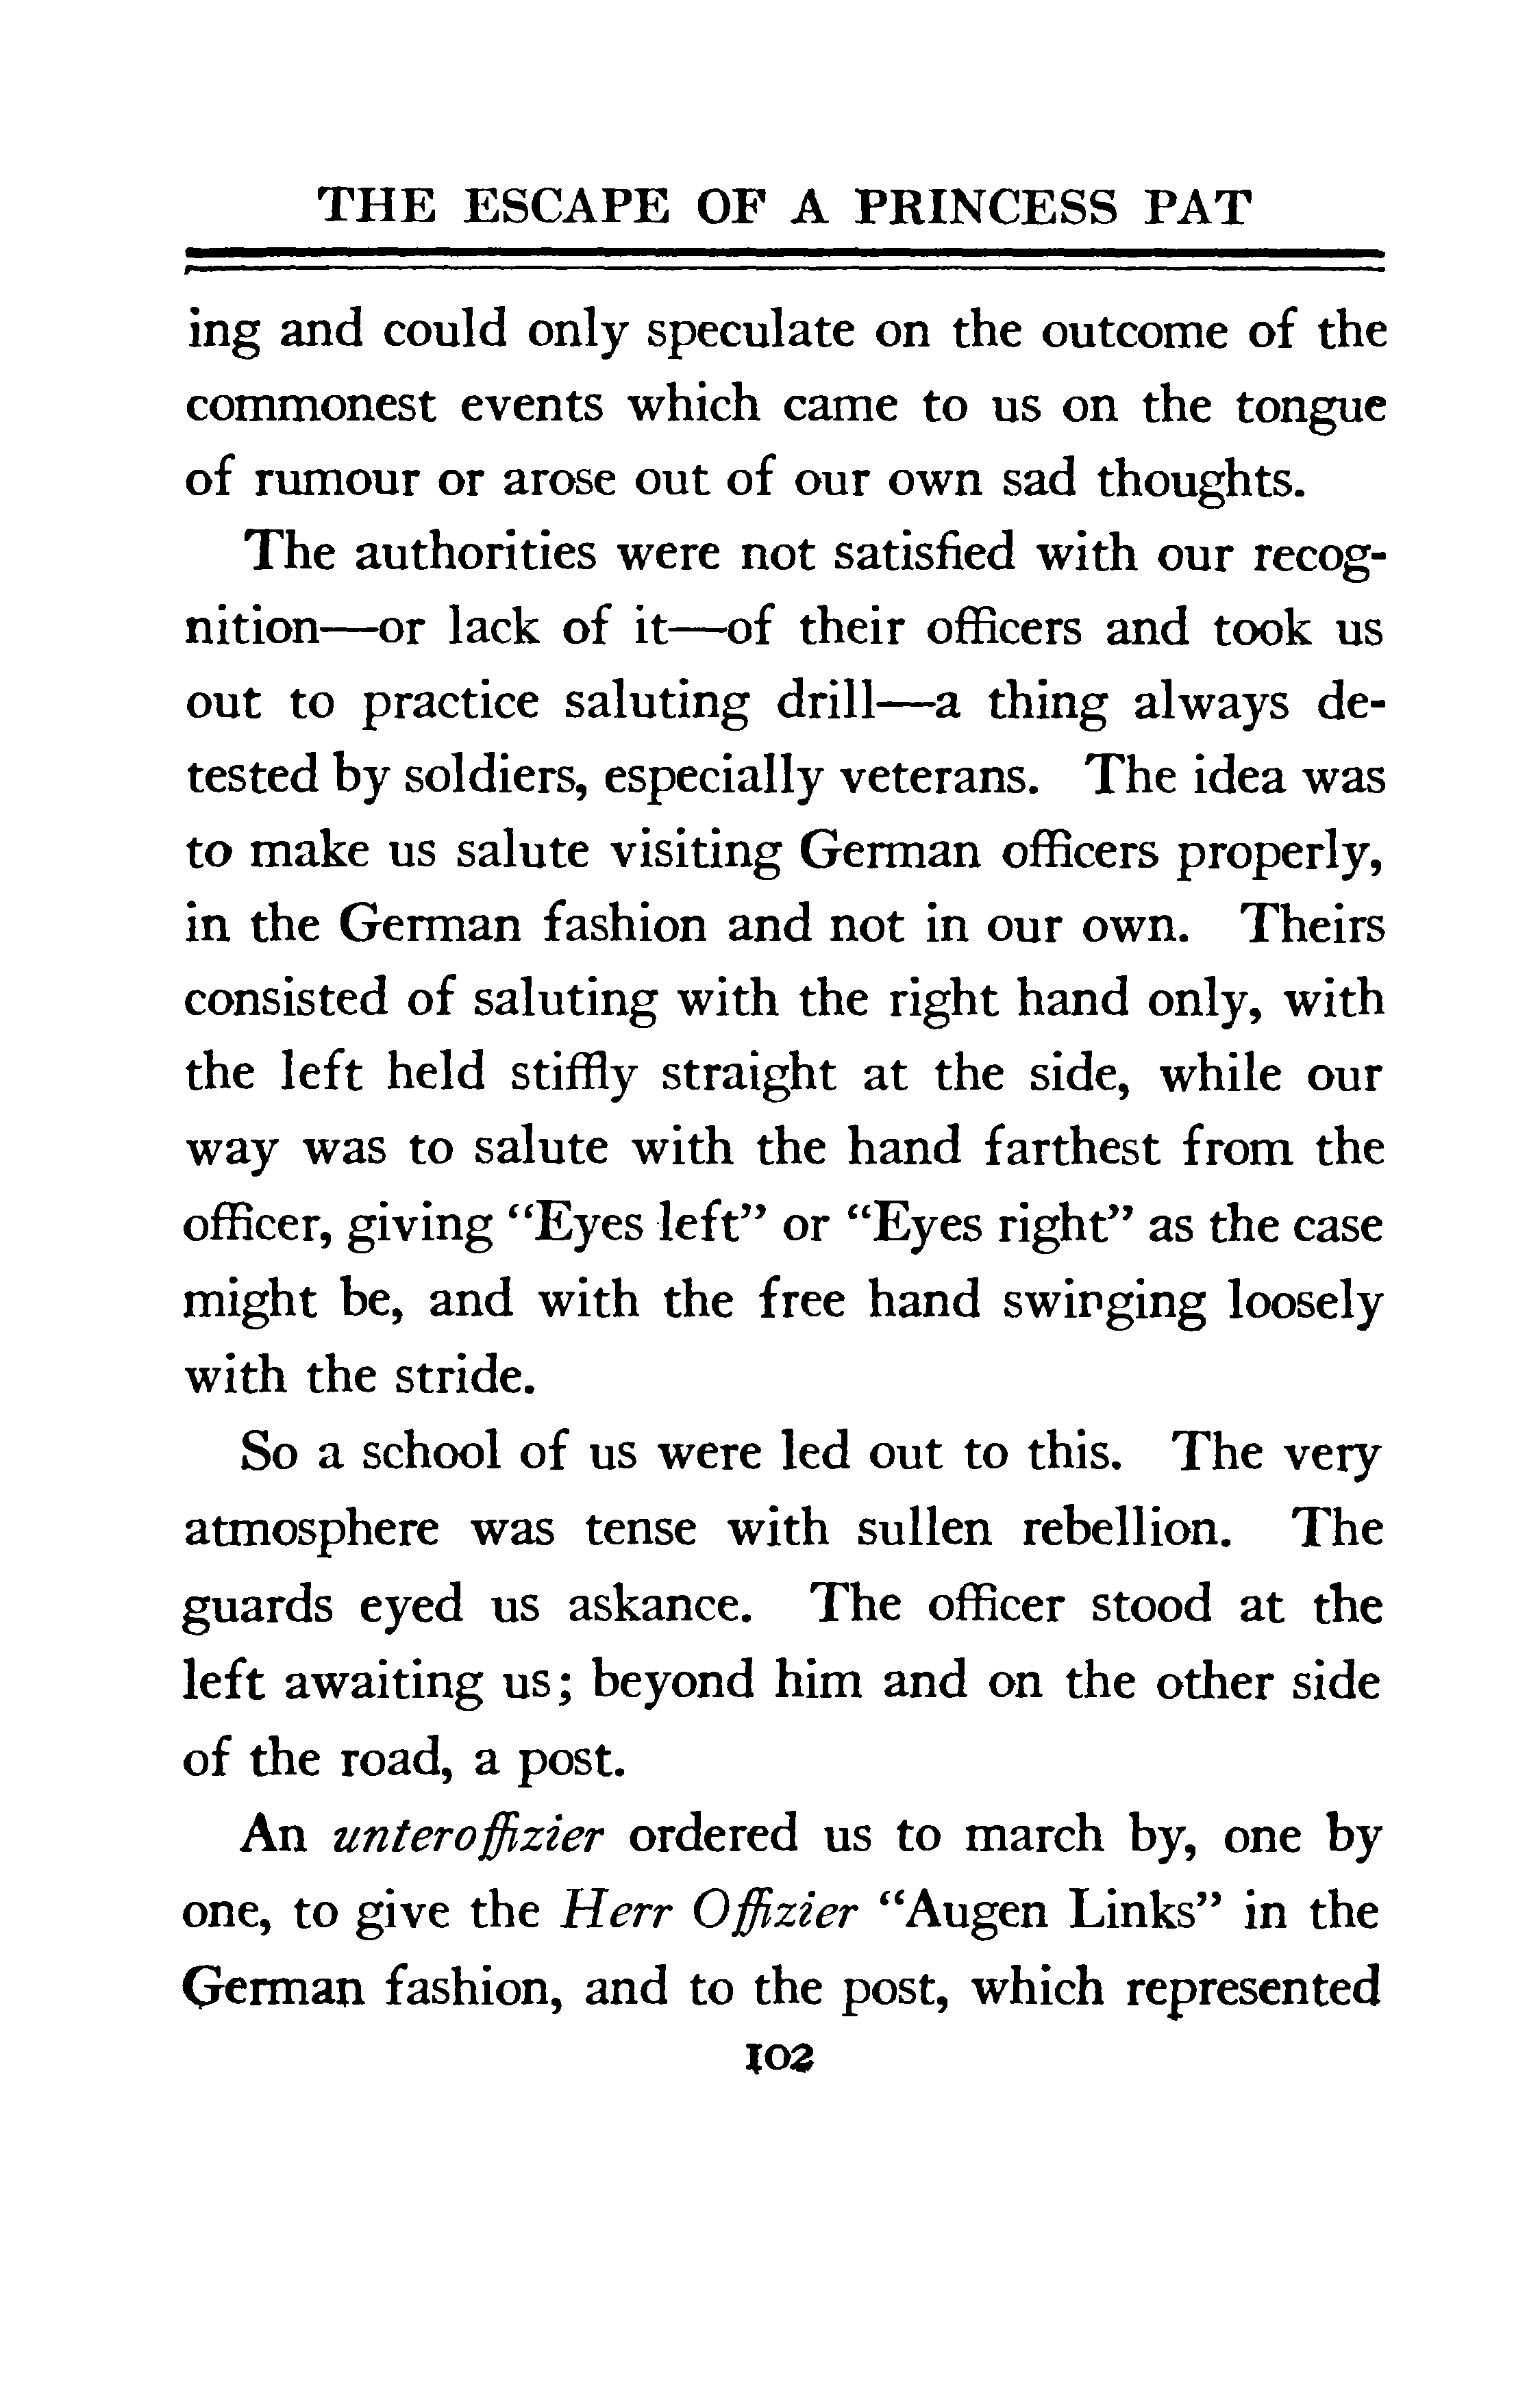 THE ESCAPE OF A PRINCESS PAT
ing and could only speculate on the outcome of the
commonest events which came to us on the tongue
of rumour or arose out of our own sad thoughts.
The authorities were not satisfied with our recog-
nition—or lack of it—of their officers and took us
out to practice saluting drill—a thing always de-
tested by soldiers, especially veterans. The idea was
to make us salute visiting German officers properly,
in the German fashion and not in our own. Theirs
consisted of saluting with the right hand only, with
the left held stiffly straight at the side, while our
way was to salute with the hand farthest from the
officer, giving “Eyes left” or “Eyes right” as the case
might be, and with the free hand swinging loosely
with the stride.
So a school of us were led out to this. The very
atmosphere was tense with sullen rebellion. The
guards eyed us askance. The officer stood at the
left awaiting us; beyond him and on the other side
of the road, a post.
An unteroffizier ordered us to march by, one by
one, to give the Herr Offizier “Augen Links” in the
German fashion, and to the post, which represented
102